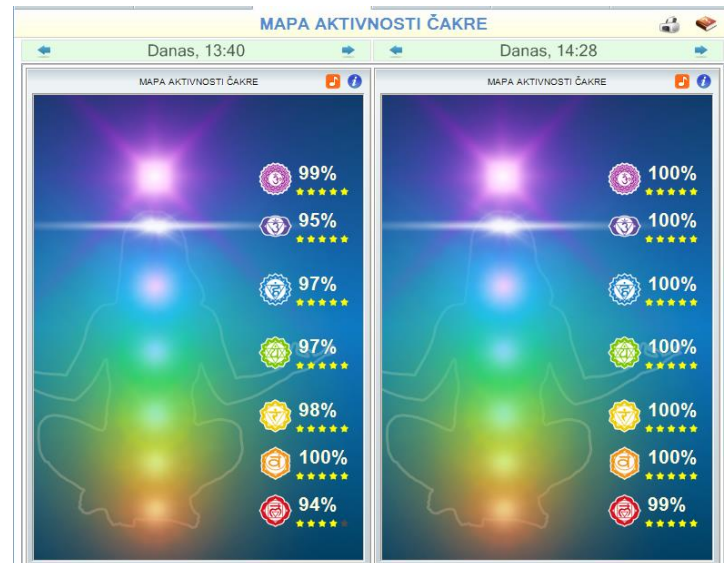 MAPA AKTIVNOSTI ČAKRE
Danas, 13:40
Danas, 14:28
MAPA AKTIVNOSTI ČAKRE
99%
95%
97%
97%
98%
100%
94%
MAPA AKTIVNOSTI ČAKRE
100%
100%
100%
100%
100%
100%
99%